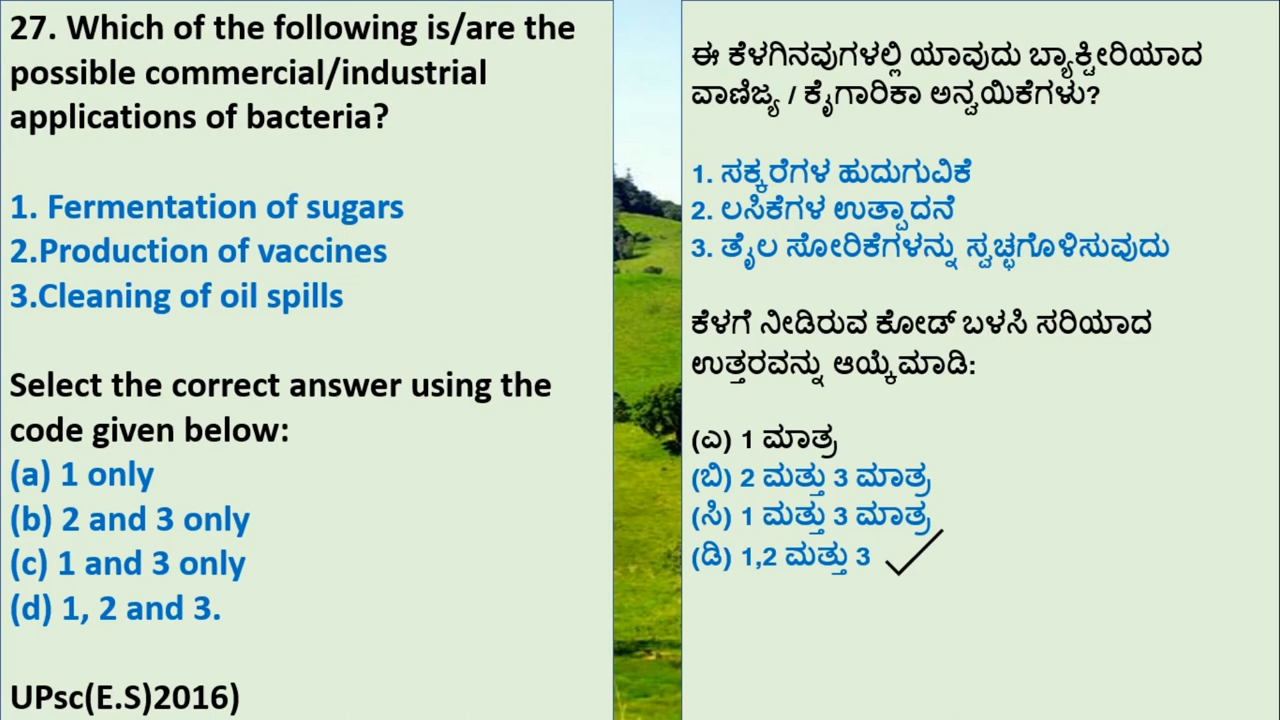 27. Which of the following is/are the
possible commercial/industrial
applications of bacteria?
1. Fermentation of sugars
2.Production of vaccines
3.Cleaning of oil spills
Select the correct answer using the
code given below:
(a) 1 only
(b) 2 and 3 only
(c) 1 and 3 only
(d) 1, 2 and 3.
UPsc(E.S)2016)
ಈ ಕೆಳಗಿನವುಗಳಲ್ಲಿ ಯಾವುದು ಬ್ಯಾಕ್ಟೀರಿಯಾದ
ವಾಣಿಜ್ಯ / ಕೈಗಾರಿಕಾ ಅನ್ವಯಿಕೆಗಳು?
1. ಸಕ್ಕರೆಗಳ ಹುದುಗುವಿಕೆ
2. ಲಸಿಕೆಗಳ ಉತ್ಪಾದನೆ
3. ತೈಲ ಸೋರಿಕೆಗಳನ್ನು ಸ್ವಚ್ಛಗೊಳಿಸುವುದು
ಕೆಳಗೆ ನೀಡಿರುವ ಕೋಡ್ ಬಳಸಿ ಸರಿಯಾದ
ಉತ್ತರವನ್ನು ಆಯ್ಕೆಮಾಡಿ:
(ಎ) 1 ಮಾತ್ರ
(ಬಿ) 2 ಮತ್ತು 3 ಮಾತ್ರ
(ಸಿ) 1 ಮತ್ತು 3 ಮಾತ್ರ
(ಡಿ) 1,2 ಮತ್ತು 3